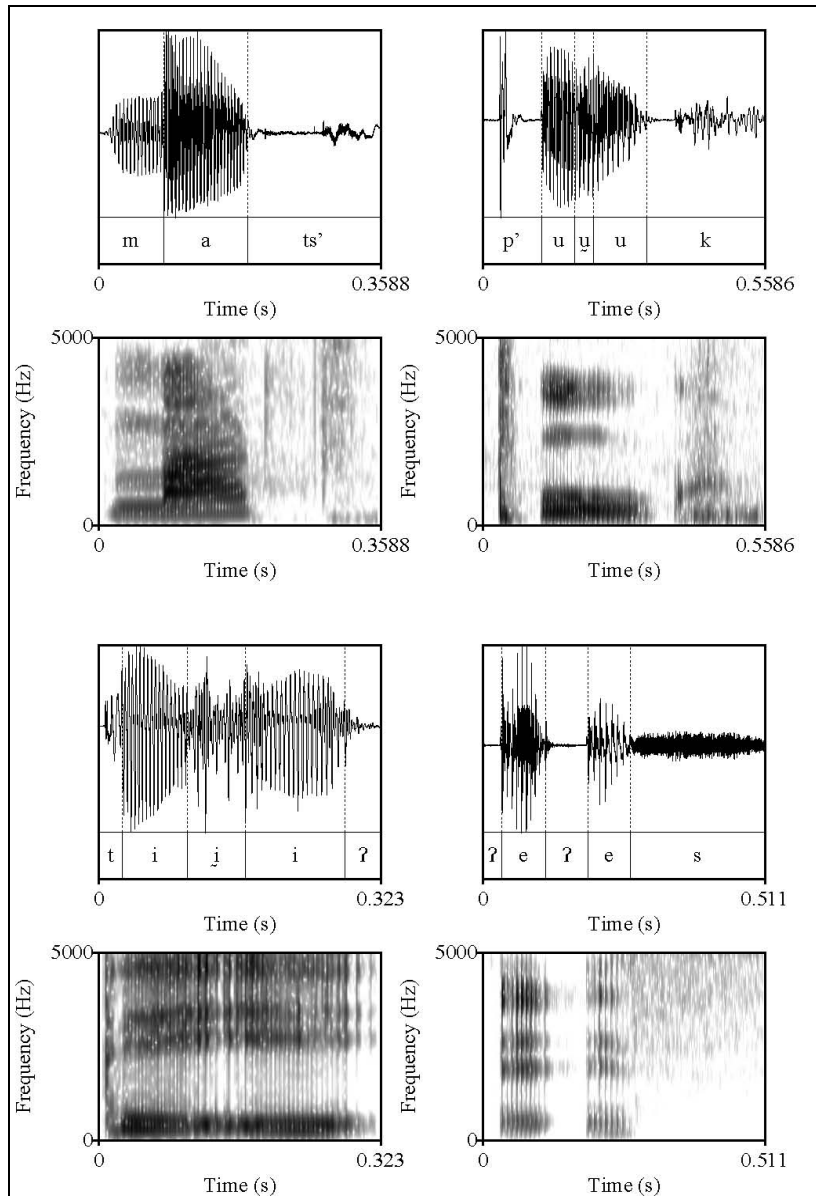 m a ts’
0 0.3588
Time (s)
5000
Frequency (Hz)
0
0 0.3588
Time (s)
p’ u ṵ u k
0 0.5586
Time (s)
5000
Frequency (Hz)
0
0 0.5586
Time (s)
t i ḭ i ʔ
0 0.323
Time (s)
5000
Frequency (Hz)
0
0 0.323
Time (s)
ʔ e ʔ e s
0 0.511
Time (s)
5000
Frequency (Hz)
0
0 0.511
Time (s)